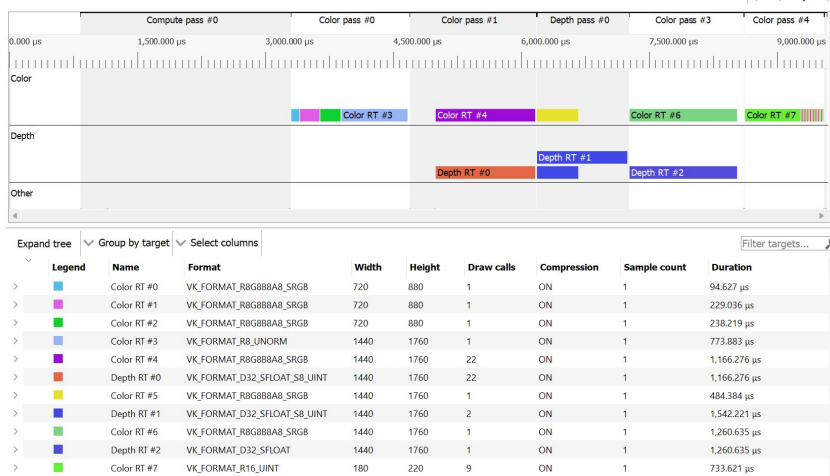 Compute pass #0 Color pass #0 Color pass #1 Depth pass #0 Color pass #3 Color pass #4
0.000 µs 1,500.000 µs 3,000.000 µs 4,500.000 µs 6,000.000 µs 7,500.000 µs 9,000.000 µs
Color
Color RT #3 Color RT #4 Color RT #6 Color RT #7
Depth
Depth RT #1
Depth RT #0 Depth RT #2
Other
Expand tree Group by target Select columns Filter targets...
Legend Name Format Width Height Draw calls Compression Sample count Duration
Color RT #0 VK_FORMAT_R8G8B8A8_SRGB 720 880 1 ON 1 94.627 µs
Color RT #1 VK_FORMAT_R8G8B8A8_SRGB 720 880 1 ON 1 229.036 µs
Color RT #2 VK_FORMAT_R8G8B8A8_SRGB 720 880 1 ON 1 238.219 µs
Color RT #3 VK_FORMAT_R8_UNORM 1440 1760 1 ON 1 773.883 µs
Color RT #4 VK_FORMAT_R8G8B8A8_SRGB 1440 1760 22 ON 1 1,166.276 µs
Depth RT #0 VK_FORMAT_D32_SFLOAT_S8_UINT 1440 1760 22 ON 1 1,166.276 µs
Color RT #5 VK_FORMAT_R8G8B8A8_SRGB 1440 1760 1 ON 1 484.384 µs
Depth RT #1 VK_FORMAT_D32_SFLOAT_S8_UINT 1440 1760 2 ON 1 1,542.221 µs
Color RT #6 VK_FORMAT_R8G8B8A8_SRGB 1440 1760 1 ON 1 1,260.635 µs
Depth RT #2 VK_FORMAT_D32_SFLOAT 1440 1760 1 ON 1 1,260.635 µs
Color RT #7 VK_FORMAT_R16_UINT 180 220 9 ON 1 733.621 µs